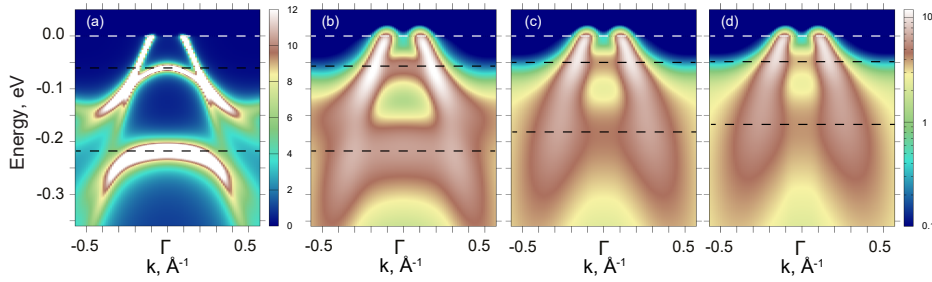 (a) (b) (c) (d)
12 10
0.0 10
-0.1 8
Energy, eV 6 1
-0.2 4
-0.3 2
0 0.1
-0.5 Γ 0.5 -0.5 Γ 0.5 -0.5 Γ 0.5 -0.5 Γ 0.5
k, Å-1 k, Å-1 k, Å-1 k, Å-1